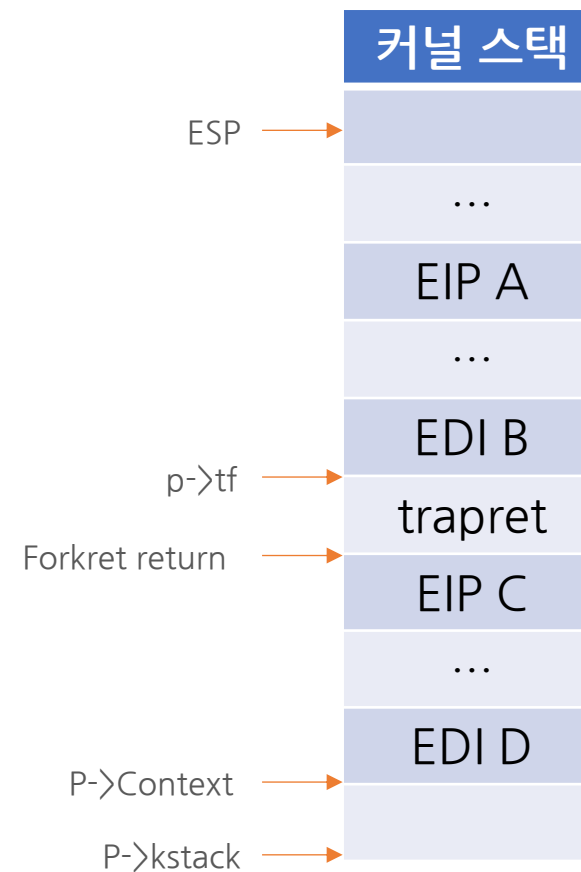 커널 스택
ESP
...
EIP A
...
EDI B
p->tf
trapret
Forkret return
EIP C
...
EDI D
P->Context
P->kstack